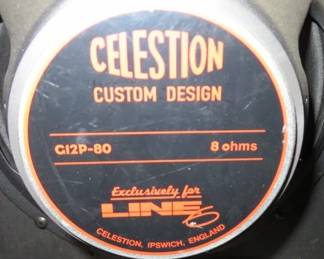 CELESTION
CUSTOM DESIGN
G12P-80 8 ohms
Exclusively for
LINE 6
CELESTION, IPSWICH, ENGLAND